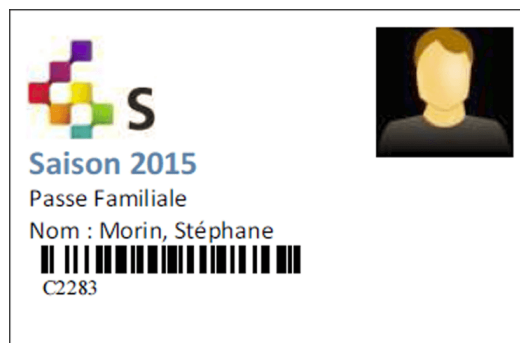 S
Saison 2015
Passe Familiale
Nom : Morin, Stéphane
C2283